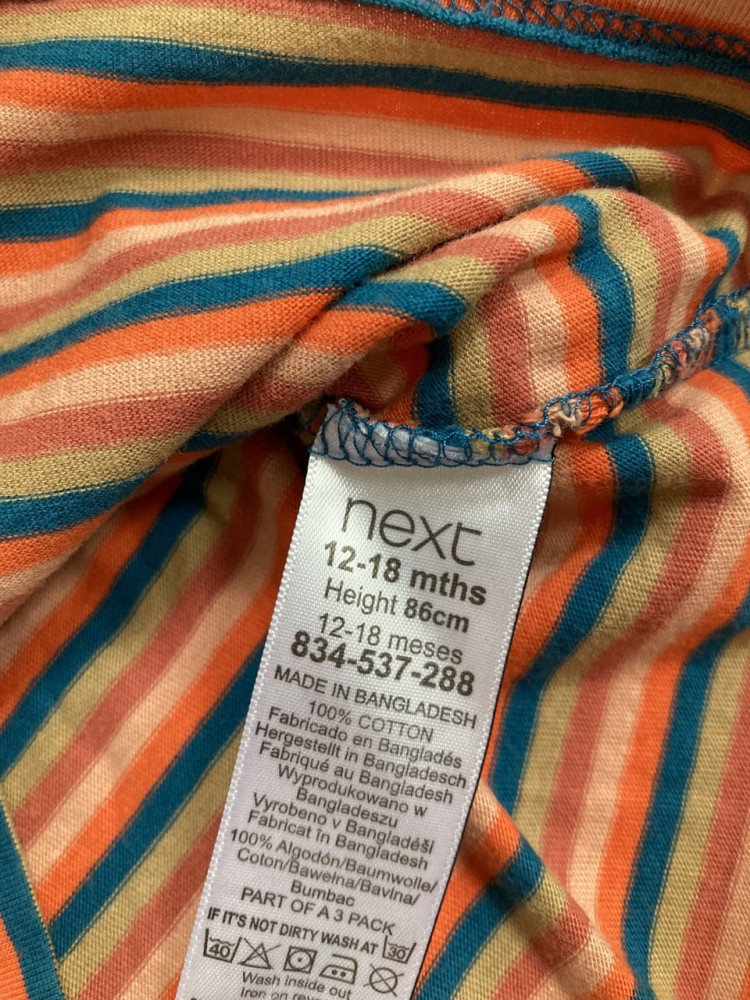 next
12-18 mths
Height 86cm
12-18 meses
834-537-288
MADE IN BANGLADESH
100% COTTON
Fabricado en Bangladés
Hergestellt in Bangladesch
Fabriqué au Bangladesh
Wyprodukowano w
Bangladeszu
Vyrobeno v Bangladéši
Fabricat în Bangladesh
100% Algodón/Baumwolle/
Coton/Bawełna/Bavlna/
Bumbac
PART OF A 3 PACK
IF IT'S NOT DIRTY WASH AT 30
40
Wash inside out
Iron on